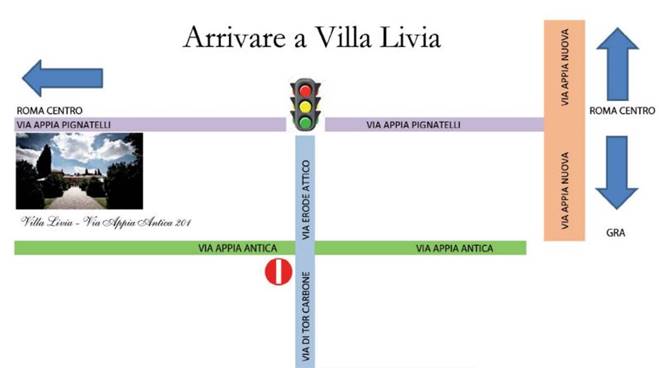 Arrivare a Villa Livia
VIA APPIA NUOVA
ROMA CENTRO
ROMA CENTRO
VIA APPIA PIGNATELLI
VIA APPIA PIGNATELLI
VIA ERODE ATTICO
VIA APPIA NUOVA
Villa Livia - Via Appia Antica 201
GRA
VIA APPIA ANTICA
VIA APPIA ANTICA
VIA DI TOR CARBONE